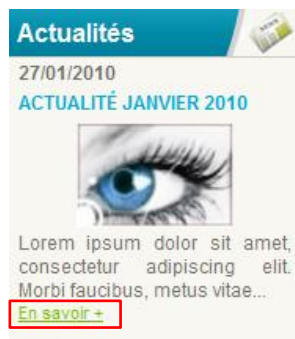 Actualités
27/01/2010
ACTUALITÉ JANVIER 2010
Lorem ipsum dolor sit amet,
consectetur adipiscing elit.
Morbi faucibus, metus vitae...
En savoir +